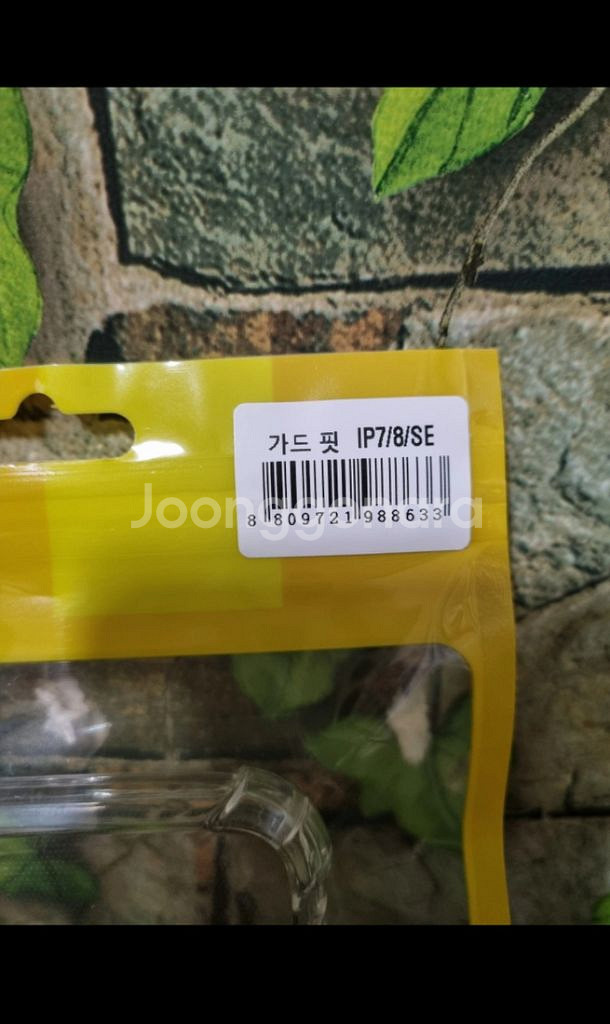 가드 핏 IP7/8/SE
8 809721 988633
Joonggonara